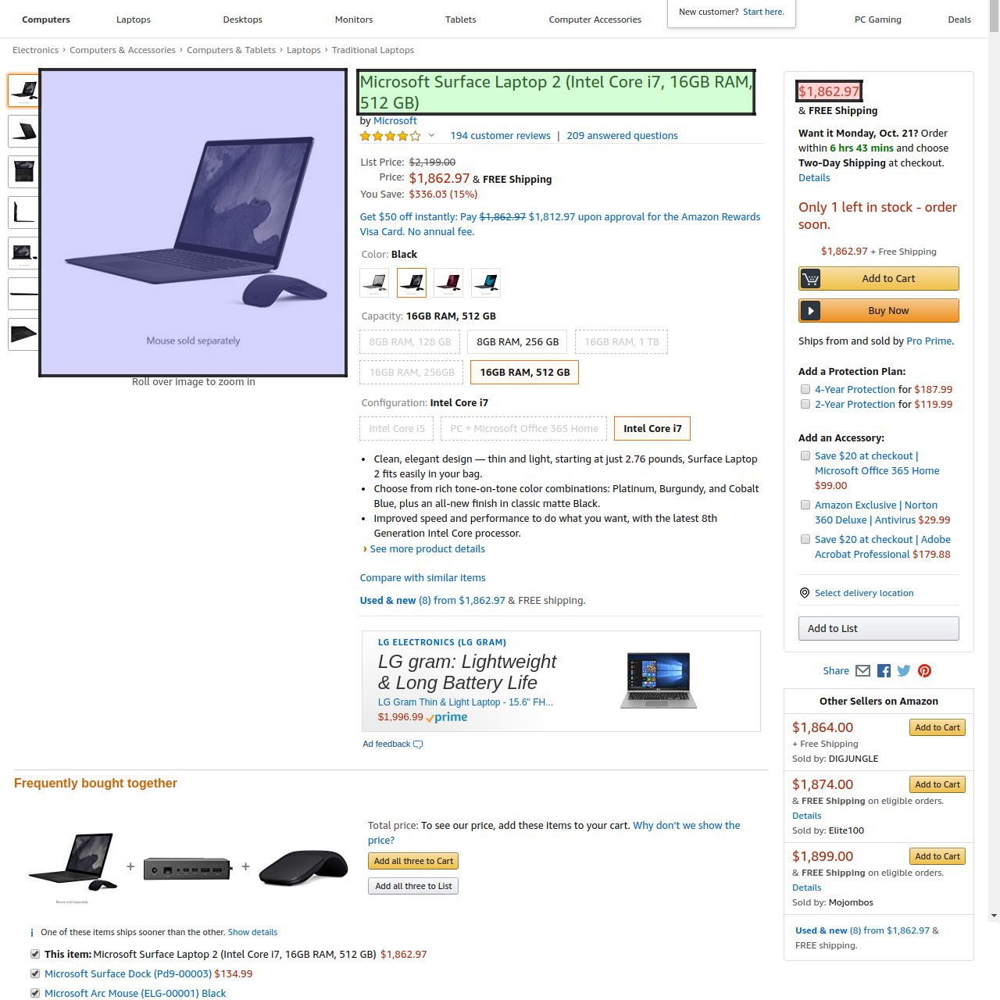 Computers
Laptops
Desktops
Monitors
Tablets
Computer Accessories
New customer? Start here.
PC Gaming
Deals
Electronics › Computers & Accessories › Computers & Tablets › Laptops › Traditional Laptops
Mouse sold separately
Roll over image to zoom in
Microsoft Surface Laptop 2 (Intel Core i7, 16GB RAM,
512 GB)
by Microsoft
194 customer reviews | 209 answered questions
List Price: $2,199.00
Price: $1,862.97 & FREE Shipping
You Save: $336.03 (15%)
Get $50 off instantly: Pay $1,862.97 $1,812.97 upon approval for the Amazon Rewards
Visa Card. No annual fee.
Color: Black
Capacity: 16GB RAM, 512 GB
8GB RAM, 128 GB
8GB RAM, 256 GB
16GB RAM, 1 TB
16GB RAM, 256GB
16GB RAM, 512 GB
Configuration: Intel Core i7
Intel Core i5
PC + Microsoft Office 365 Home
Intel Core i7
• Clean, elegant design — thin and light, starting at just 2.76 pounds, Surface Laptop
2 fits easily in your bag.
• Choose from rich tone-on-tone color combinations: Platinum, Burgundy, and Cobalt
Blue, plus an all-new finish in classic matte Black.
• Improved speed and performance to do what you want, with the latest 8th
Generation Intel Core processor.
› See more product details
Compare with similar items
Used & new (8) from $1,862.97 & FREE shipping.
LG ELECTRONICS (LG GRAM)
LG gram: Lightweight
& Long Battery Life
LG Gram Thin & Light Laptop - 15.6" FH...
$1,996.99 prime
Ad feedback
$1,862.97
& FREE Shipping
Want it Monday, Oct. 21? Order
within 6 hrs 43 mins and choose
Two-Day Shipping at checkout.
Details
Only 1 left in stock - order
soon.
$1,862.97 + Free Shipping
Add to Cart
Buy Now
Ships from and sold by Pro Prime.
Add a Protection Plan:
4-Year Protection for $187.99
2-Year Protection for $119.99
Add an Accessory:
Save $20 at checkout |
Microsoft Office 365 Home
$99.00
Amazon Exclusive | Norton
360 Deluxe | Antivirus $29.99
Save $20 at checkout | Adobe
Acrobat Professional $179.88
Select delivery location
Add to List
Share
Other Sellers on Amazon
$1,864.00
Add to Cart
+ Free Shipping
Sold by: DIGJUNGLE
$1,874.00
Add to Cart
& FREE Shipping on eligible orders.
Details
Sold by: Elite100
$1,899.00
Add to Cart
& FREE Shipping on eligible orders.
Details
Sold by: Mojombos
Used & new (8) from $1,862.97 &
FREE shipping.
Frequently bought together
+
+
Mouse sold separately
Total price: To see our price, add these items to your cart. Why don't we show the
price?
Add all three to Cart
Add all three to List
One of these items ships sooner than the other. Show details
This item: Microsoft Surface Laptop 2 (Intel Core i7, 16GB RAM, 512 GB) $1,862.97
Microsoft Surface Dock (Pd9-00003) $134.99
Microsoft Arc Mouse (ELG-00001) Black